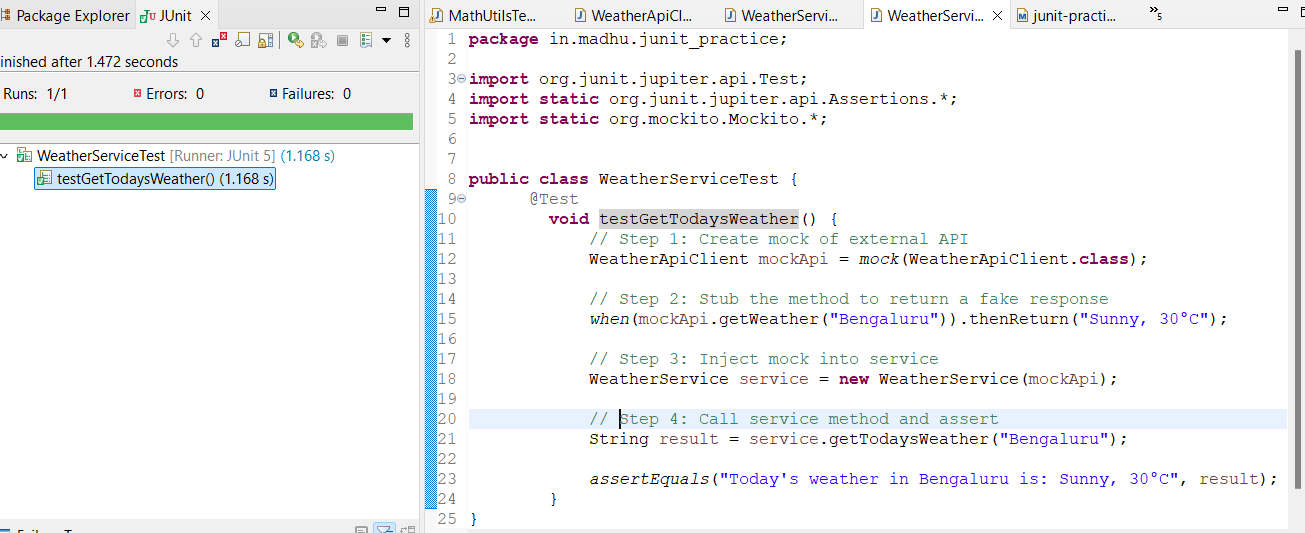 Package Explorer JUnit
inished after 1.472 seconds
Runs: 1/1 Errors: 0 Failures: 0
WeatherServiceTest [Runner: JUnit 5] (1.168 s)
testGetTodaysWeather() (1.168 s)
MathUtilsTe... WeatherApiCl... WeatherServi... WeatherServi... junit-practi... »5
1 package in.madhu.junit_practice;
2
3 import org.junit.jupiter.api.Test;
4 import static org.junit.jupiter.api.Assertions.*;
5 import static org.mockito.Mockito.*;
6
7
8 public class WeatherServiceTest {
9 @Test
10 void testGetTodaysWeather() {
11 // Step 1: Create mock of external API
12 WeatherApiClient mockApi = mock(WeatherApiClient.class);
13
14 // Step 2: Stub the method to return a fake response
15 when(mockApi.getWeather("Bengaluru")).thenReturn("Sunny, 30°C");
16
17 // Step 3: Inject mock into service
18 WeatherService service = new WeatherService(mockApi);
19
20 // Step 4: Call service method and assert
21 String result = service.getTodaysWeather("Bengaluru");
22
23 assertEquals("Today's weather in Bengaluru is: Sunny, 30°C", result);
24 }
25 }